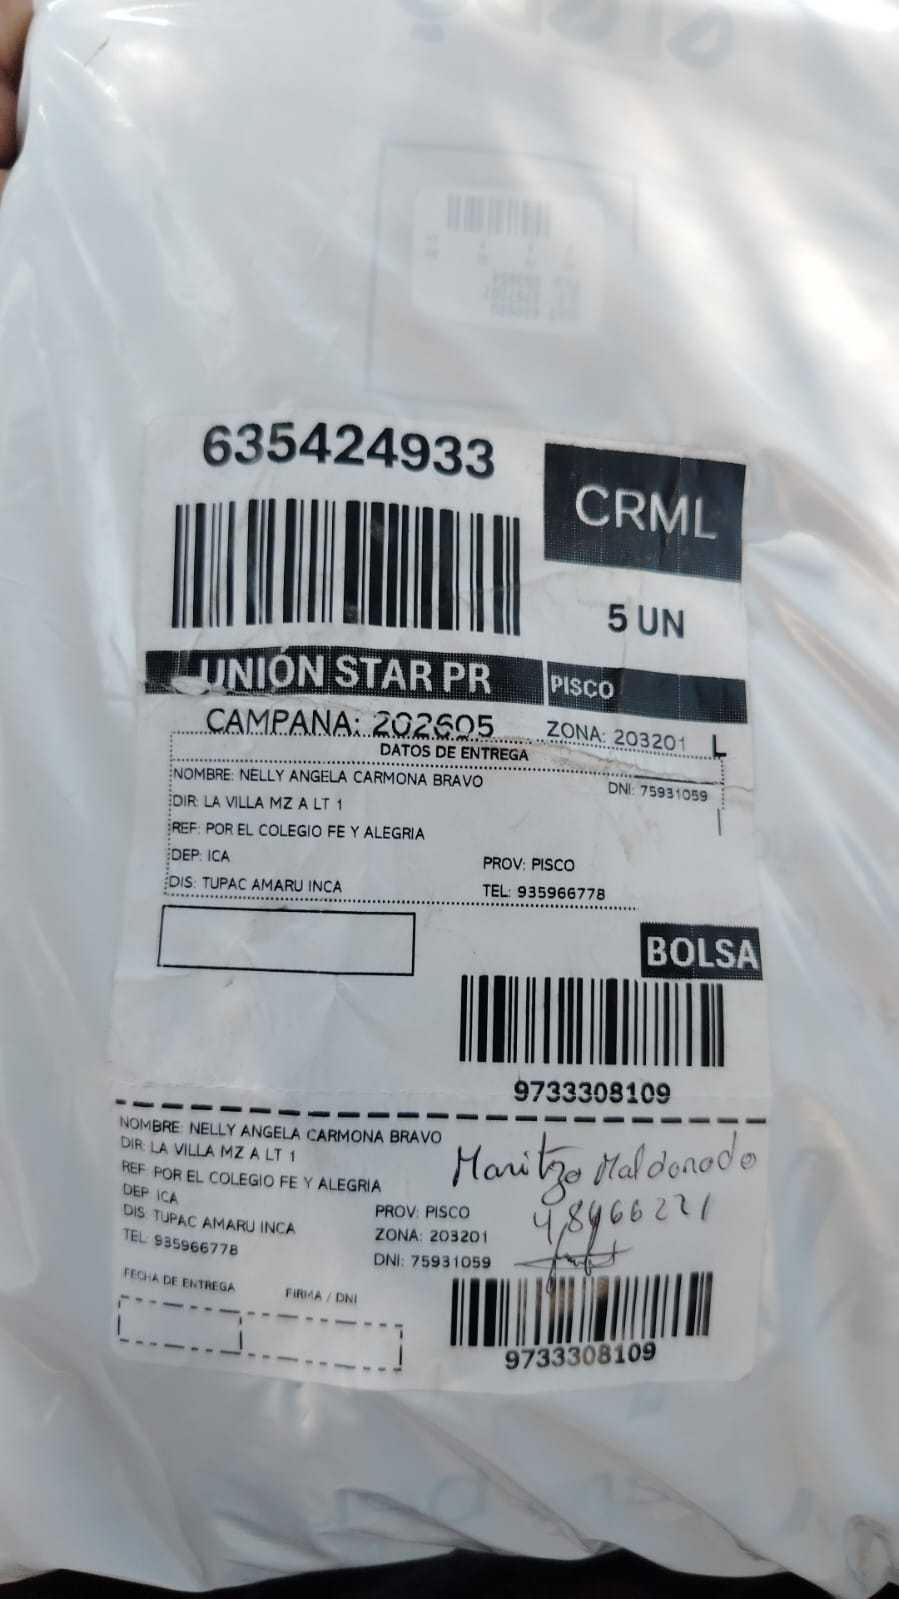 635424933
CRML
5 UN
UNIÓN STAR PR
PISCO
CAMPAÑA: 202605
ZONA: 203201 L
DATOS DE ENTREGA
NOMBRE: NELLY ANGELA CARMONA BRAVO
DNI: 75931059
DIR: LA VILLA MZ A LT 1
REF: POR EL COLEGIO FE Y ALEGRIA
DEP: ICA
PROV: PISCO
DIS: TUPAC AMARU INCA
TEL: 935966778
BOLSA
9733308109
NOMBRE: NELLY ANGELA CARMONA BRAVO
DIR: LA VILLA MZ A LT 1
REF: POR EL COLEGIO FE Y ALEGRIA
DEP: ICA
PROV: PISCO
DIS: TUPAC AMARU INCA
ZONA: 203201
TEL: 935966778
DNI: 75931059
Maritza Maldonado
48466271
FECHA DE ENTREGA
FIRMA / DNI
9733308109